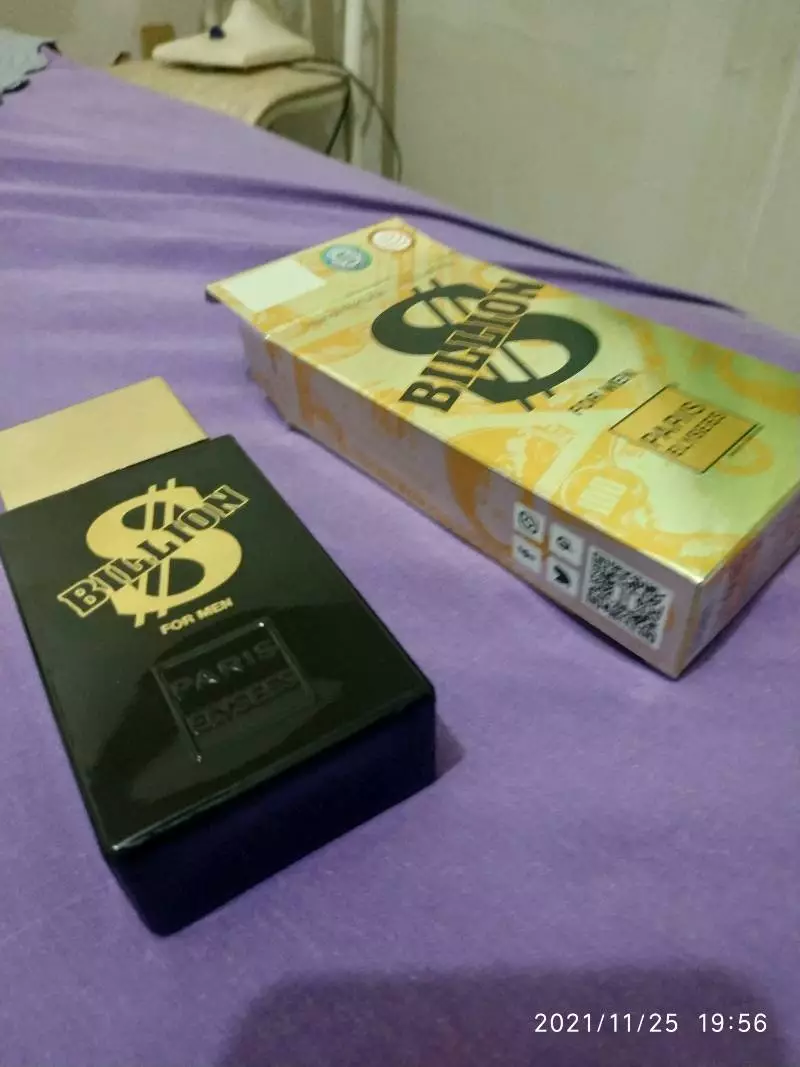 $
BILLION
FOR MEN
PARIS
ELYSEES
$
BILLION
FOR MEN
PARIS
ELYSEES
2021/11/25 19:56